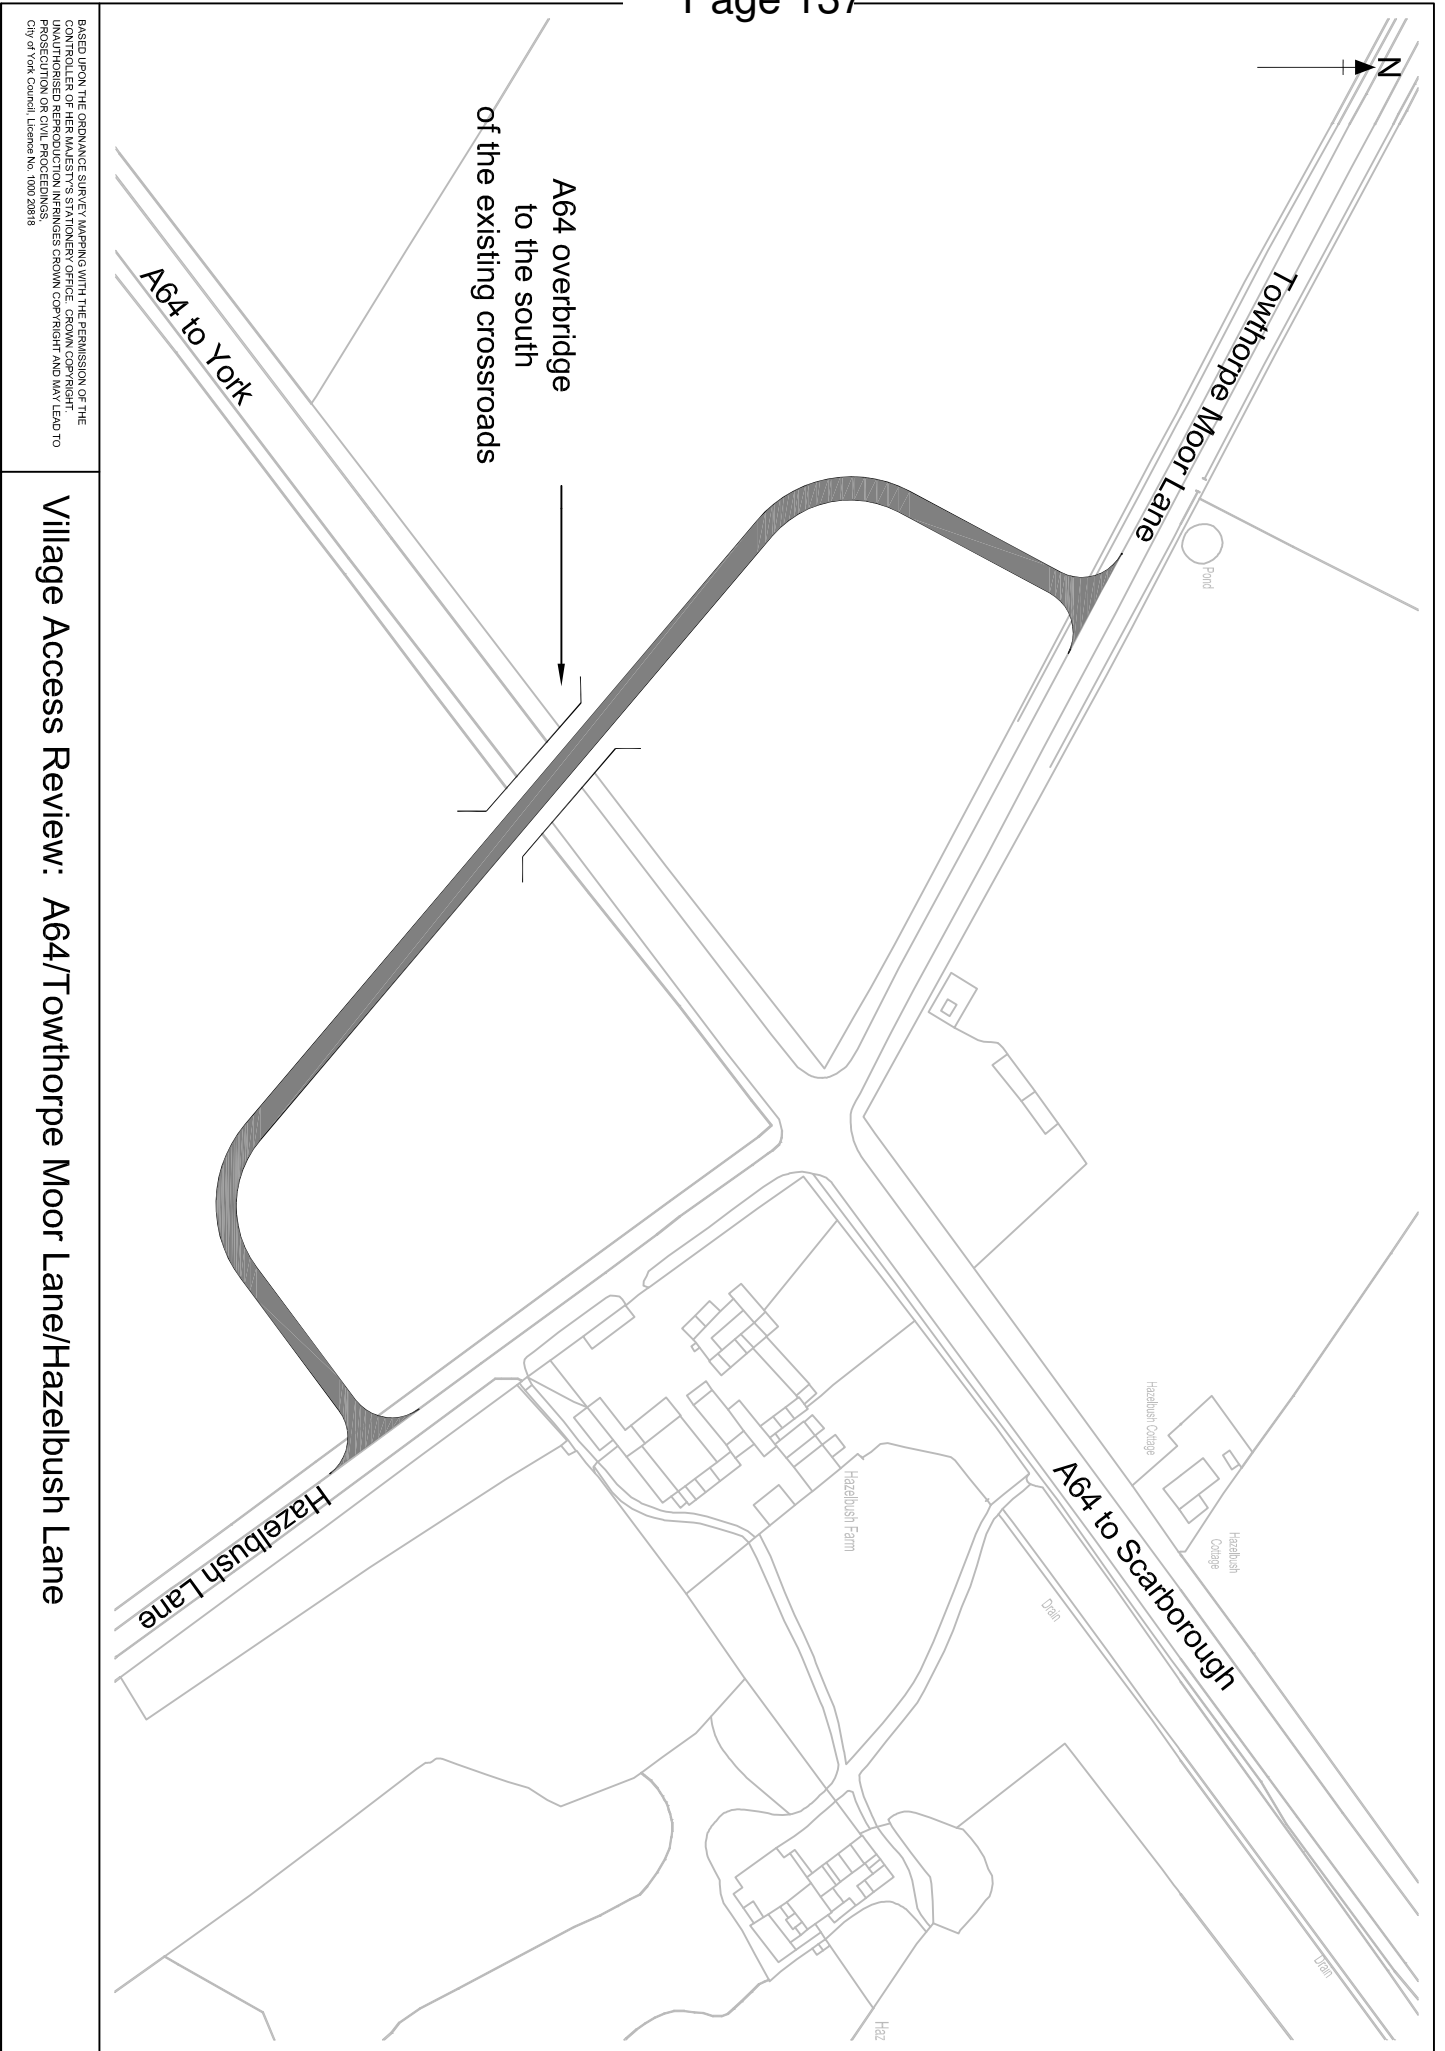 Page 137
N
Towthorpe Moor Lane
Pond
A64 overbridge
to the south
of the existing crossroads
A64 to York
Hazelbush Cottage
Hazelbush
Cottage
A64 to Scarborough
Hazelbush Farm
Drain
Hazelbush Lane
Drain
Haz
BASED UPON THE ORDNANCE SURVEY MAPPING WITH THE PERMISSION OF THE
CONTROLLER OF HER MAJESTY'S STATIONERY OFFICE. CROWN COPYRIGHT.
UNAUTHORISED REPRODUCTION INFRINGES CROWN COPYRIGHT AND MAY LEAD TO
PROSECUTION OR CIVIL PROCEEDINGS.
City of York Council, Licence No. 1000 20818
Village Access Review: A64/Towthorpe Moor Lane/Hazelbush Lane